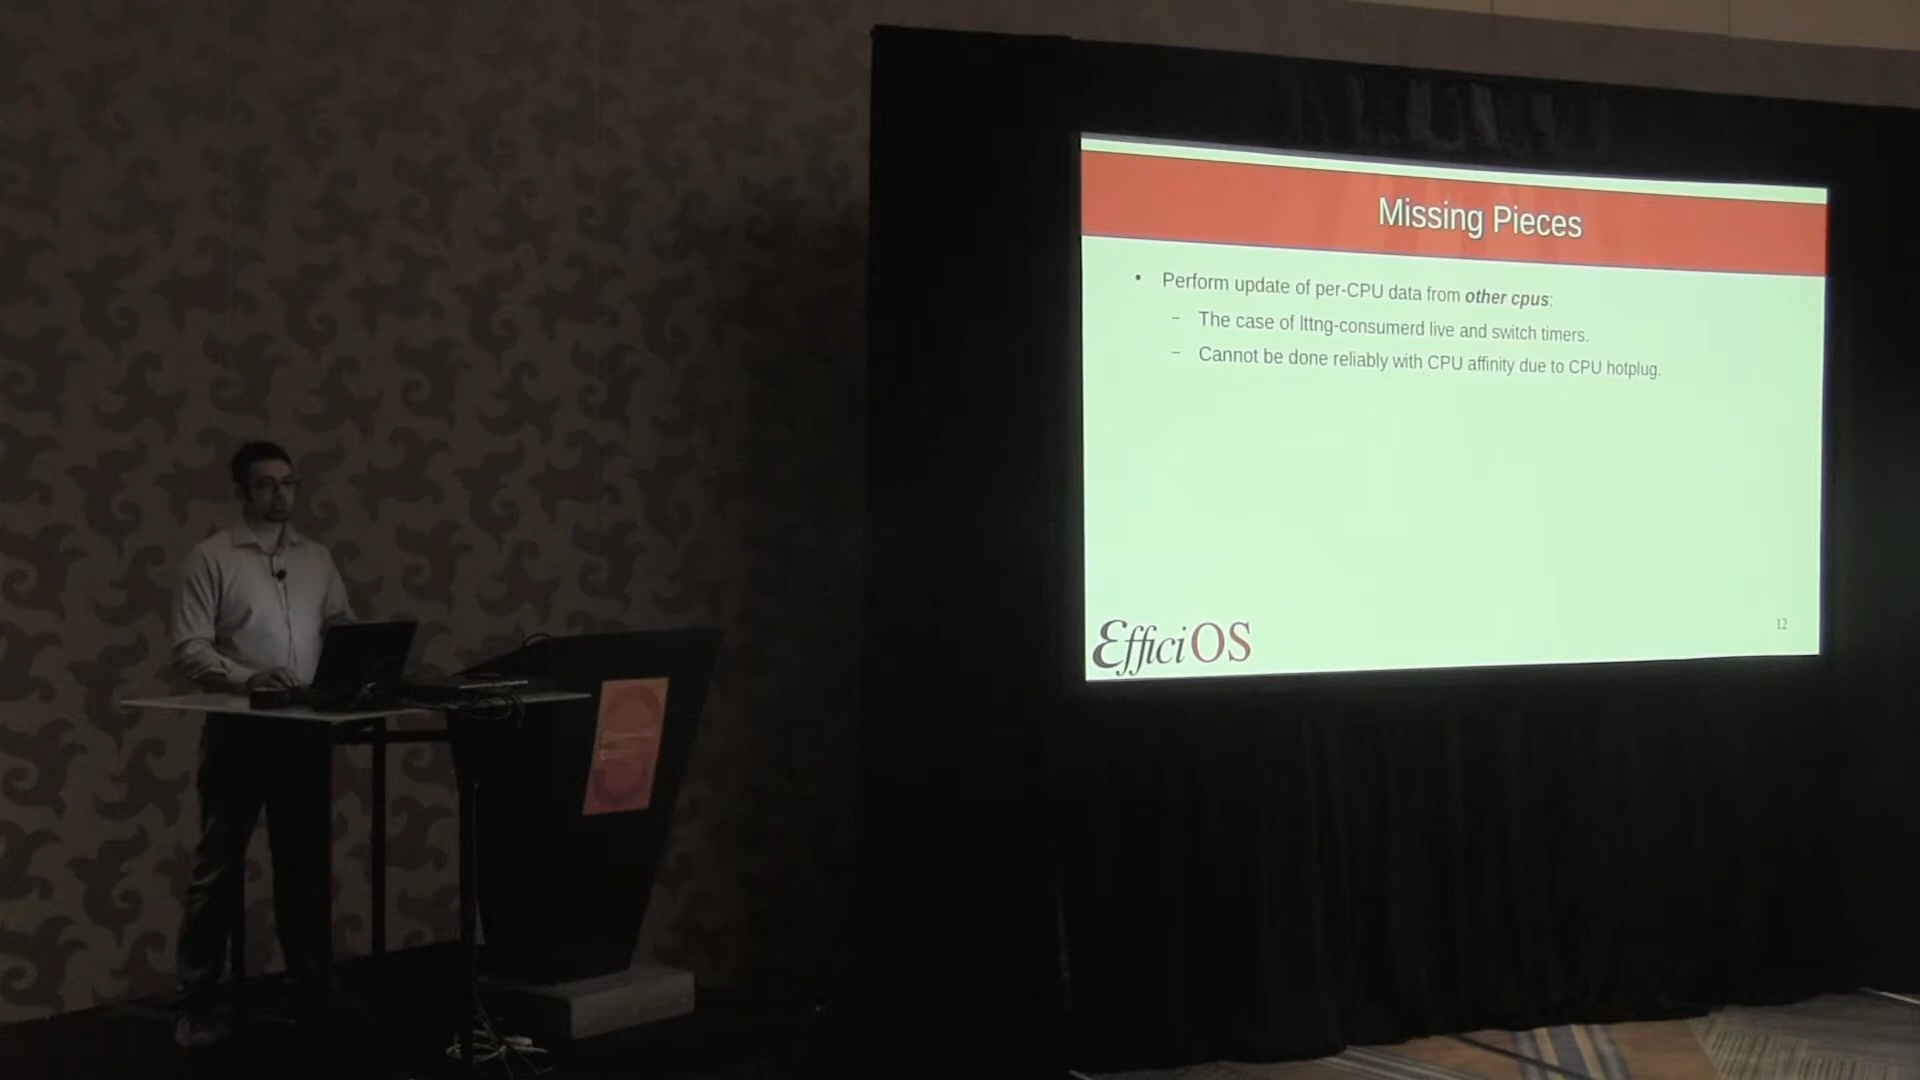 Missing Pieces
• Perform update of per-CPU data from other cpus:
– The case of lttng-consumerd live and switch timers.
– Cannot be done reliably with CPU affinity due to CPU hotplug.
EfficiOS
12